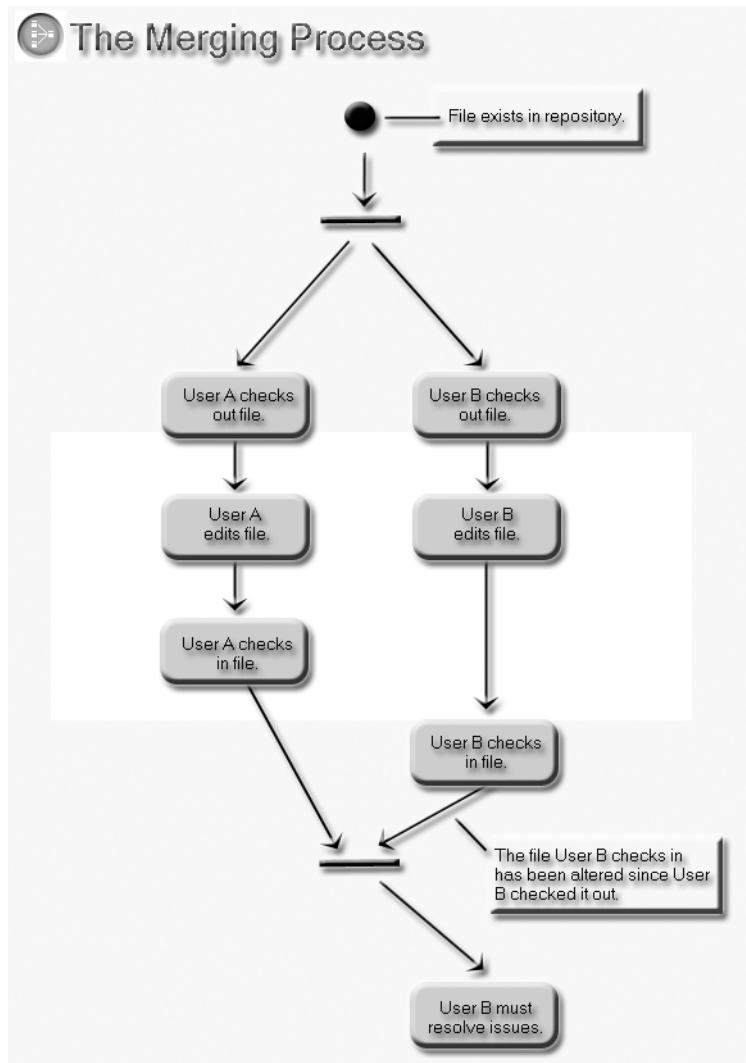 The Merging Process
File exists in repository.
User A checks
out file.
User B checks
out file.
User A
edits file.
User B
edits file.
User A checks
in file.
User B checks
in file.
The file User B checks in
has been altered since User
B checked it out.
User B must
resolve issues.